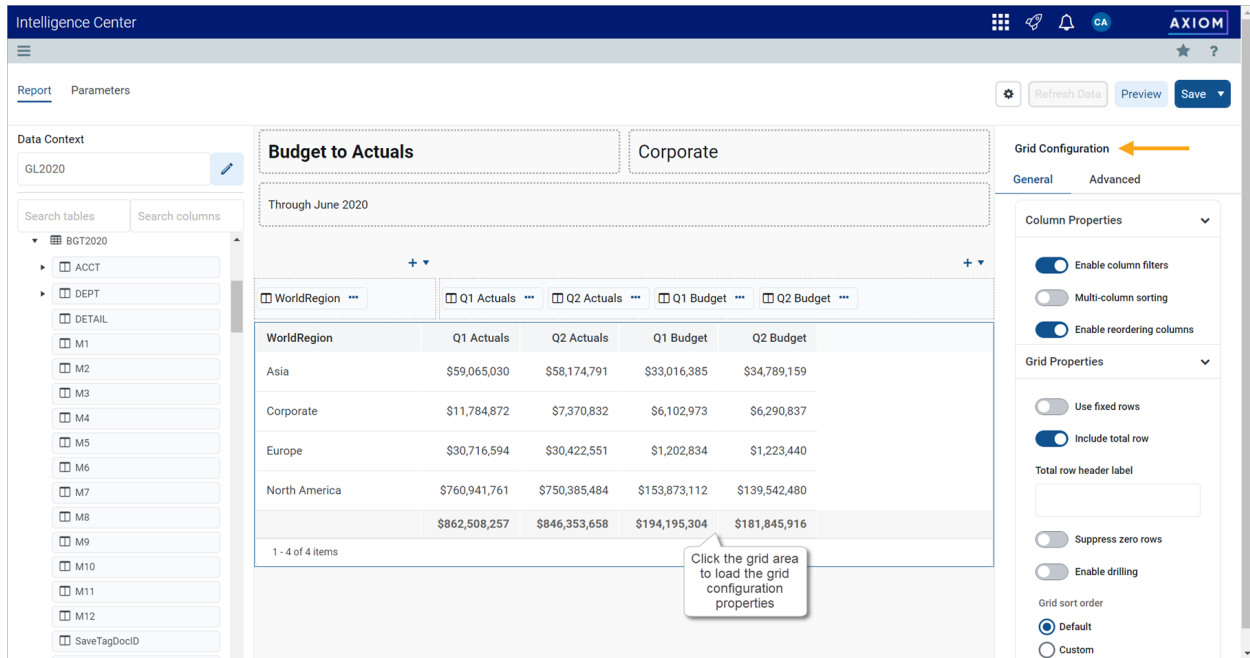 Intelligence Center
CA
AXIOM
?
Report Parameters
Refresh Data Preview Save
Data Context
GL2020
Search tables Search columns
BGT2020
ACCT
DEPT
DETAIL
M1
M2
M3
M4
M5
M6
M7
M8
M9
M10
M11
M12
SaveTagDocID
Budget to Actuals Corporate
Through June 2020
+ +
WorldRegion ••• Q1 Actuals ••• Q2 Actuals ••• Q1 Budget ••• Q2 Budget •••
WorldRegion Q1 Actuals Q2 Actuals Q1 Budget Q2 Budget
Asia $59,065,030 $58,174,791 $33,016,385 $34,789,159
Corporate $11,784,872 $7,370,832 $6,102,973 $6,290,837
Europe $30,716,594 $30,422,551 $1,202,834 $1,223,440
North America $760,941,761 $750,385,484 $153,873,112 $139,542,480
$862,508,257 $846,353,658 $194,195,304 $181,845,916
1 - 4 of 4 items
Click the grid area
to load the grid
configuration
properties
Grid Configuration
General Advanced
Column Properties
Enable column filters
Multi-column sorting
Enable reordering columns
Grid Properties
Use fixed rows
Include total row
Total row header label
Suppress zero rows
Enable drilling
Grid sort order
Default
Custom